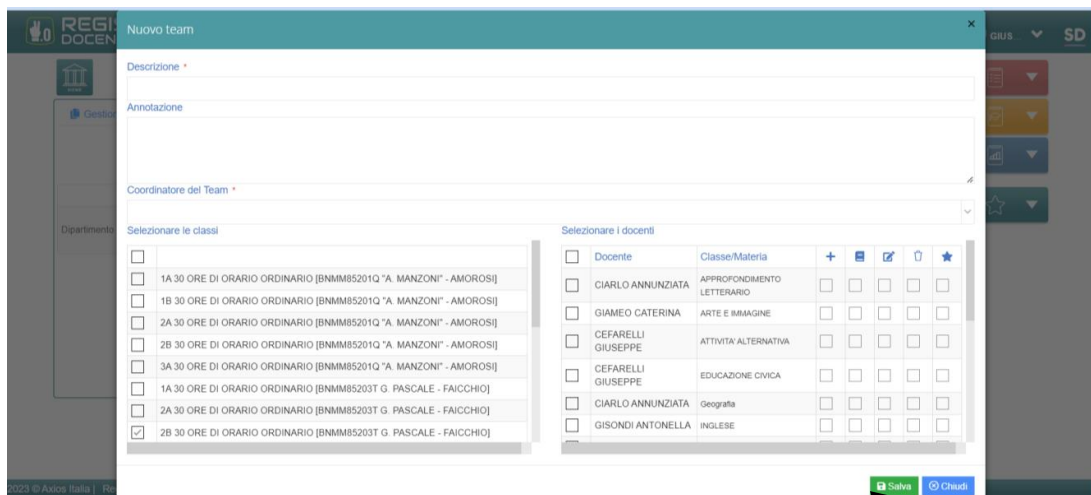 REGI
DOCEN
Nuovo team
×
GIUS...
SD
Descrizione *
Gestion
Annotazione
Coordinatore del Team *
Dipartimento
Selezionare le classi
Selezionare i docenti
Docente Classe/Materia
1A 30 ORE DI ORARIO ORDINARIO [BNMM85201Q "A. MANZONI" - AMOROSI]
1B 30 ORE DI ORARIO ORDINARIO [BNMM85201Q "A. MANZONI" - AMOROSI]
2A 30 ORE DI ORARIO ORDINARIO [BNMM85201Q "A. MANZONI" - AMOROSI]
2B 30 ORE DI ORARIO ORDINARIO [BNMM85201Q "A. MANZONI" - AMOROSI]
3A 30 ORE DI ORARIO ORDINARIO [BNMM85201Q "A. MANZONI" - AMOROSI]
1A 30 ORE DI ORARIO ORDINARIO [BNMM85203T G. PASCALE - FAICCHIO]
2A 30 ORE DI ORARIO ORDINARIO [BNMM85203T G. PASCALE - FAICCHIO]
2B 30 ORE DI ORARIO ORDINARIO [BNMM85203T G. PASCALE - FAICCHIO]
CIARLO ANNUNZIATA APPROFONDIMENTO
LETTERARIO
GIAMEO CATERINA ARTE E IMMAGINE
CEFARELLI
GIUSEPPE ATTIVITA' ALTERNATIVA
CEFARELLI
GIUSEPPE EDUCAZIONE CIVICA
CIARLO ANNUNZIATA Geografia
GISONDI ANTONELLA INGLESE
Salva
Chiudi
2023 © Axios Italia | Re